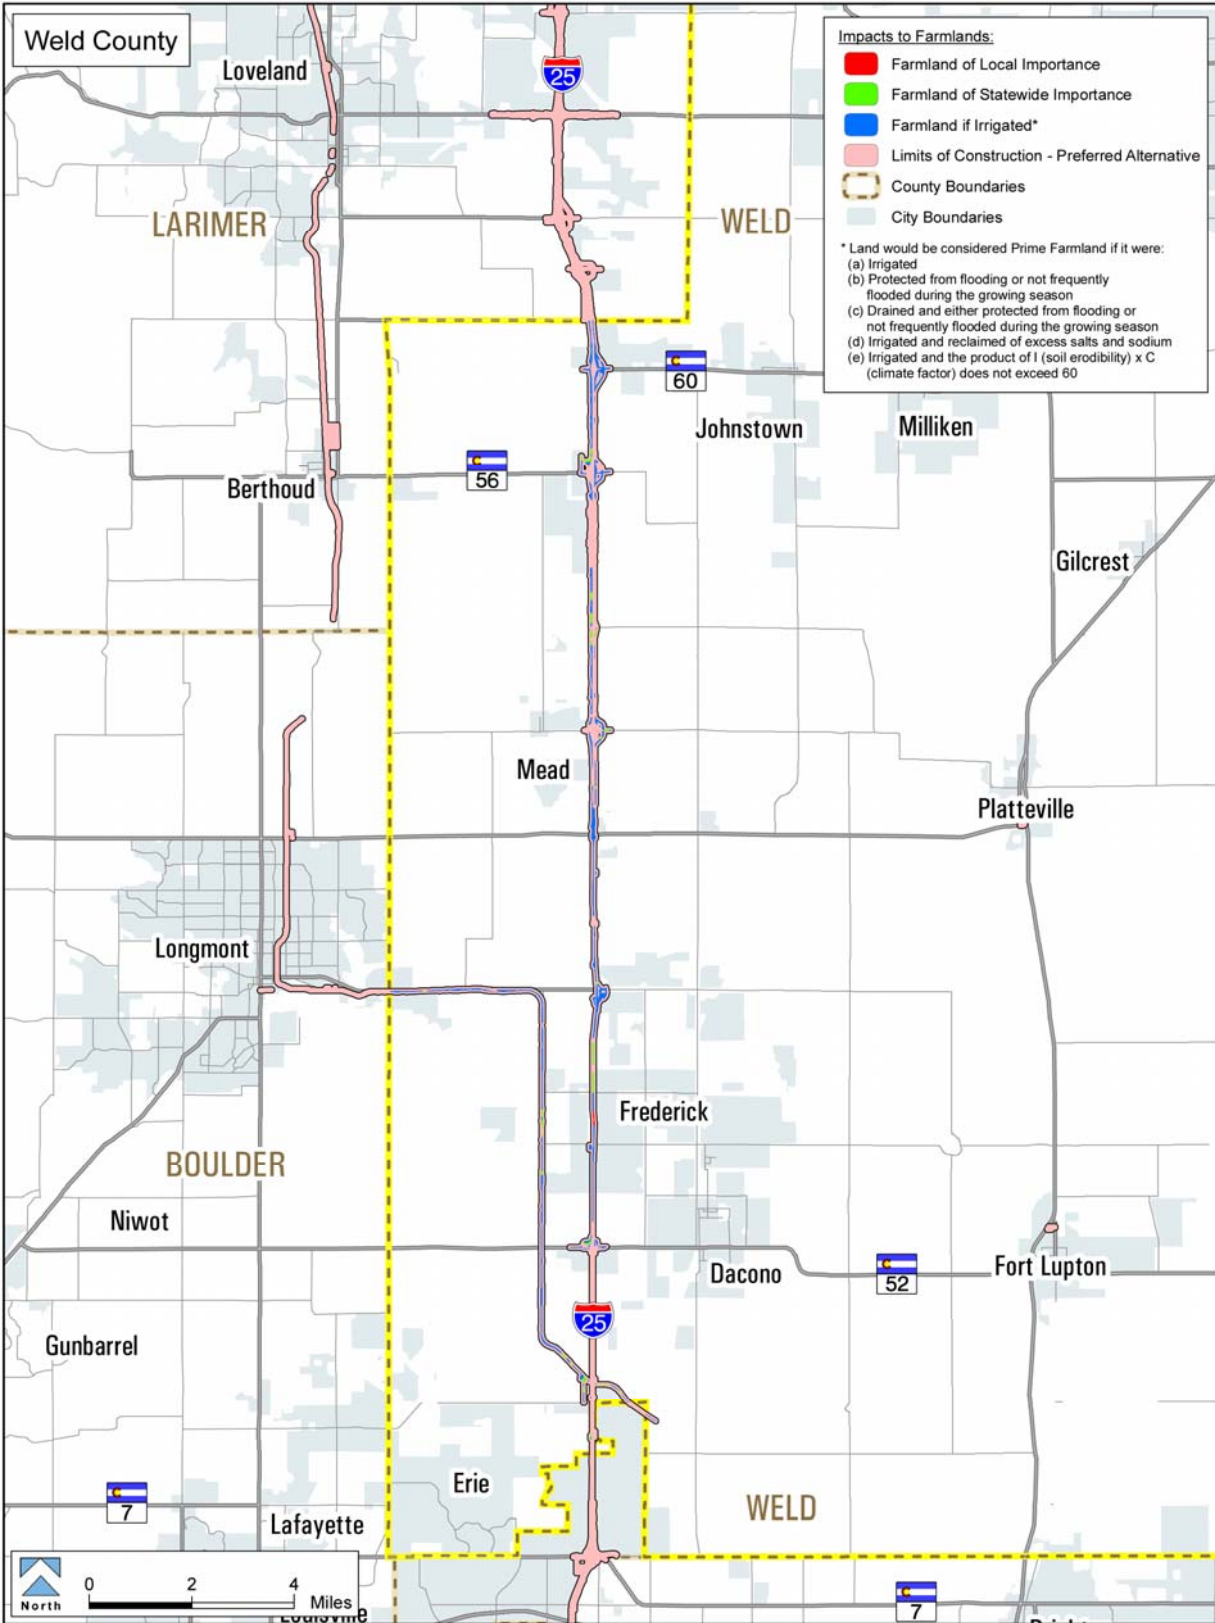 Weld County
Loveland
25
Impacts to Farmlands:
Farmland of Local Importance
Farmland of Statewide Importance
Farmland if Irrigated*
Limits of Construction - Preferred Alternative
County Boundaries
City Boundaries
* Land would be considered Prime Farmland if it were:
(a) Irrigated
(b) Protected from flooding or not frequently
flooded during the growing season
(c) Drained and either protected from flooding or
not frequently flooded during the growing season
(d) Irrigated and reclaimed of excess salts and sodium
(e) Irrigated and the product of I (soil erodibility) x C
(climate factor) does not exceed 60
LARIMER
WELD
C
60
Johnstown
Milliken
C
56
Berthoud
Gilcrest
Mead
Platteville
Longmont
Frederick
BOULDER
Niwot
Dacono
C
52
Fort Lupton
25
Gunbarrel
Erie
C
7
WELD
Lafayette
North
0 2 4
Miles
Louisville
C
7